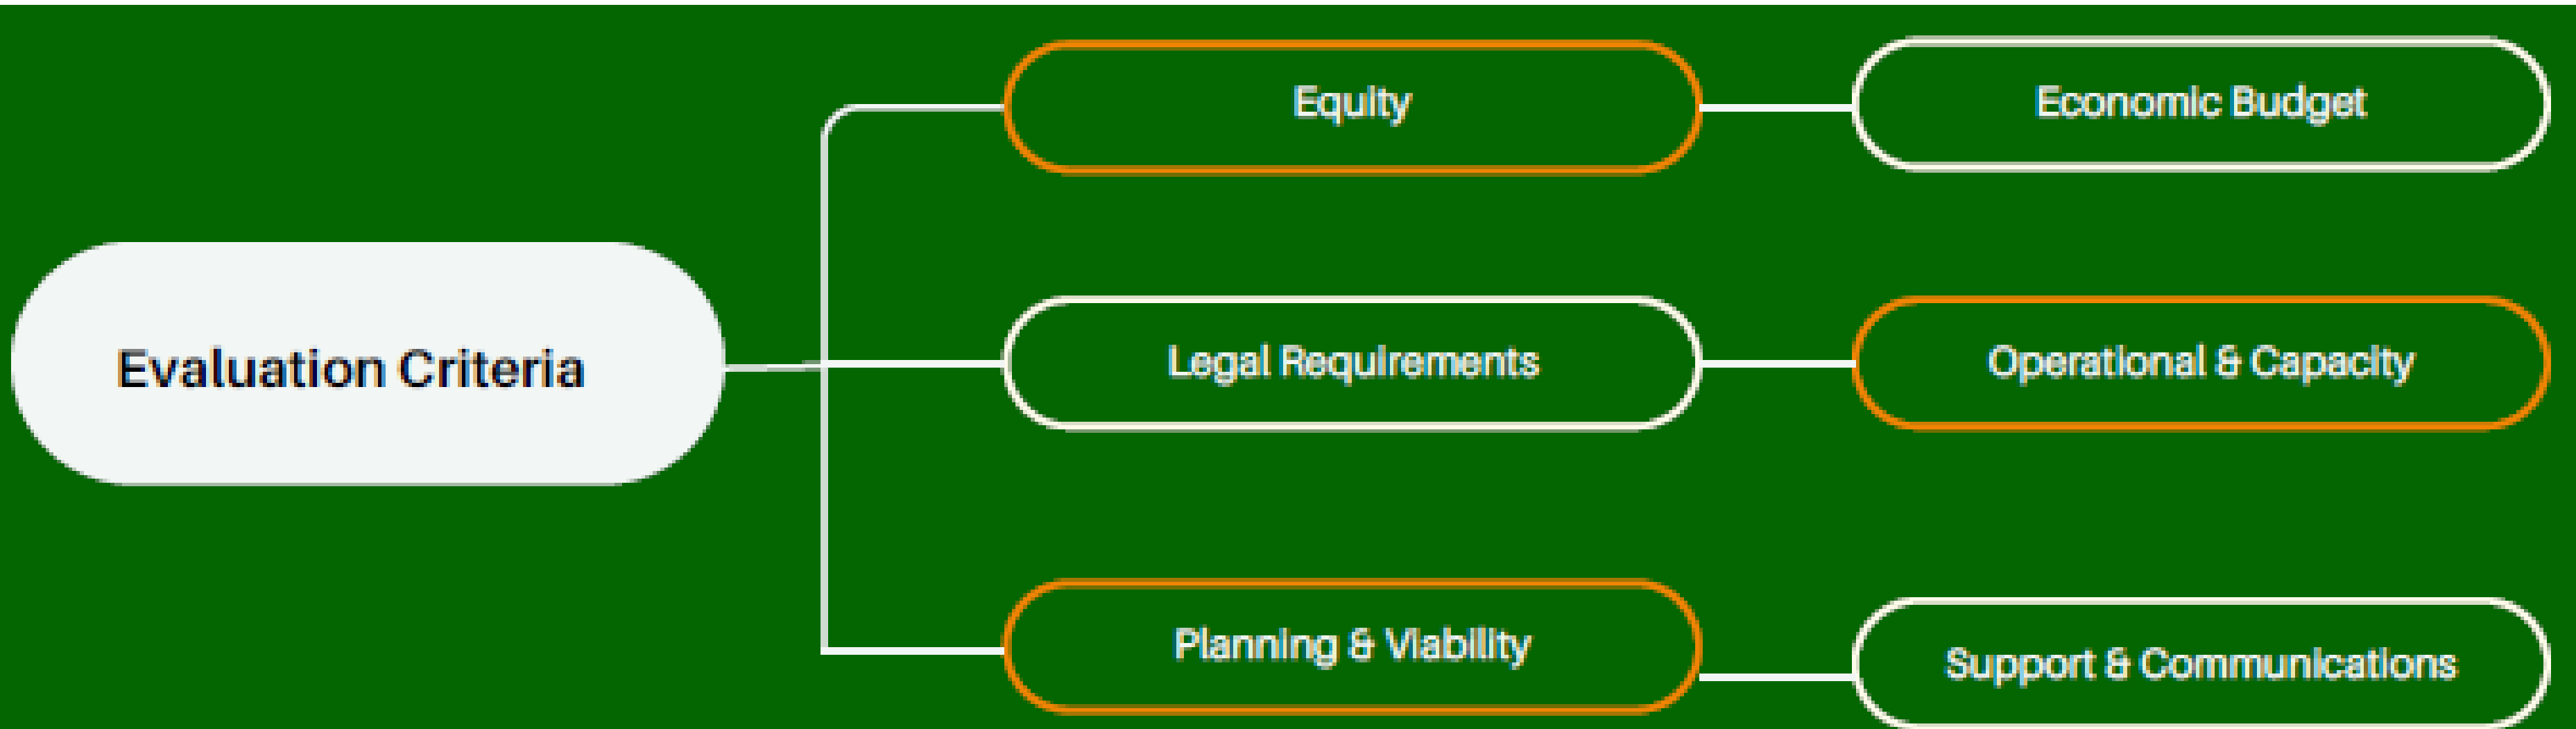 Equity
Economic Budget
Evaluation Criteria
Legal Requirements
Operational & Capacity
Planning & Viability
Support & Communications